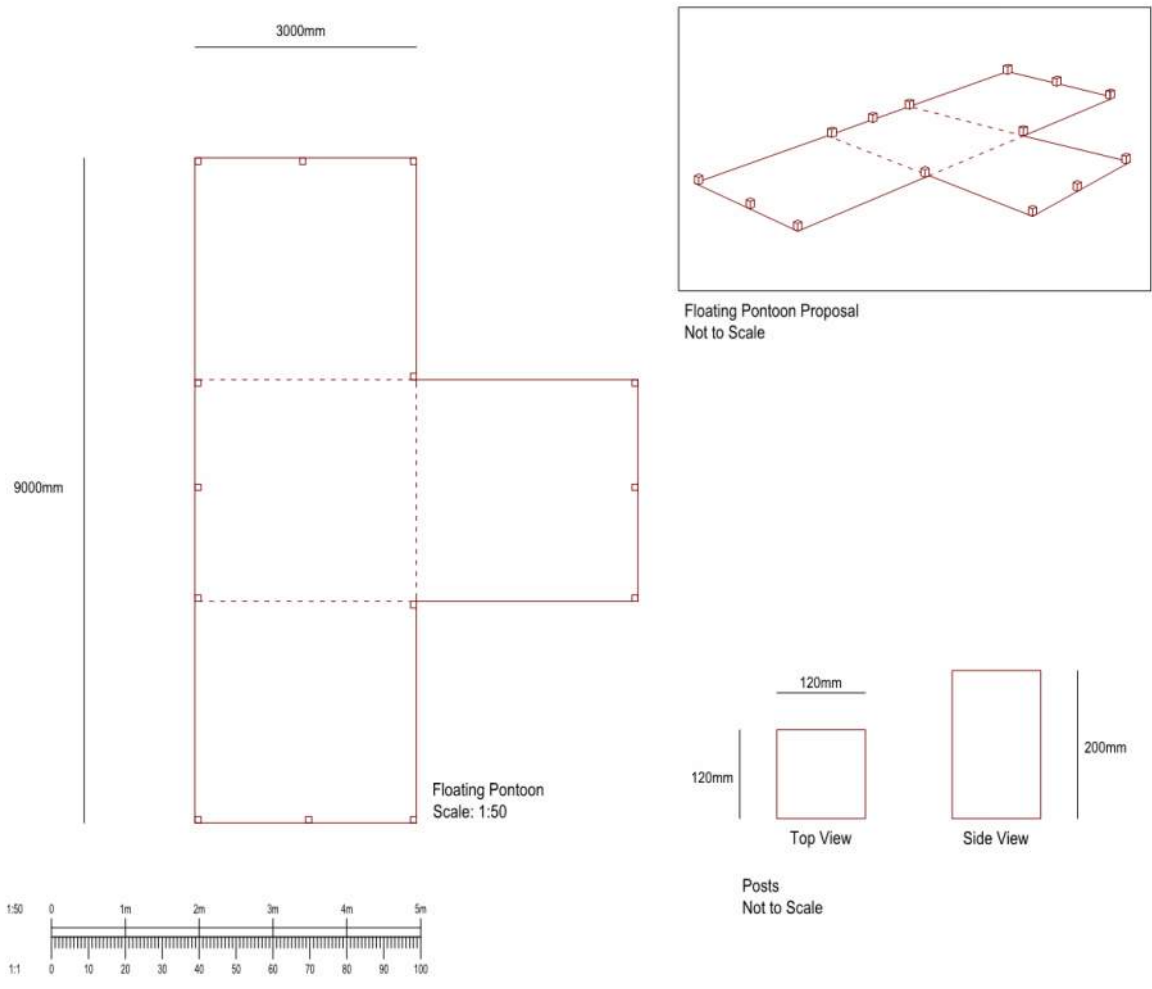 3000mm
Floating Pontoon Proposal
Not to Scale
9000mm
Floating Pontoon
Scale: 1:50
120mm
120mm
200mm
Top View
Side View
Posts
Not to Scale
1:50 0 1m 2m 3m 4m 5m
1:1 0 10 20 30 40 50 60 70 80 90 100